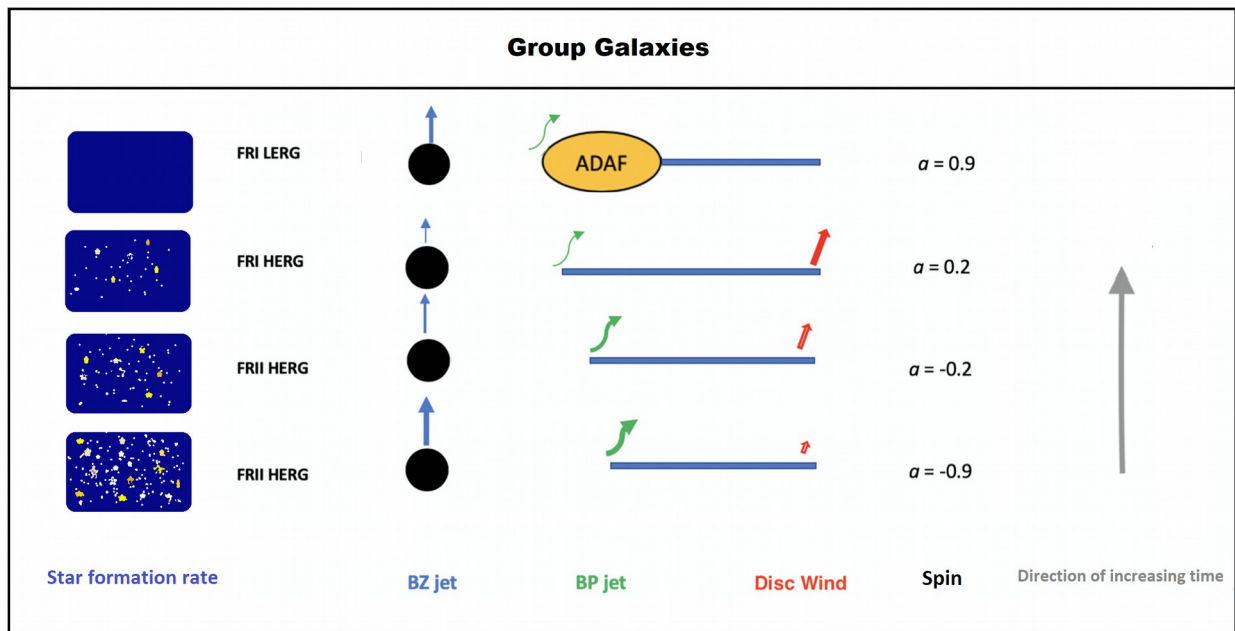 Group Galaxies
FRI LERG
ADAF
a = 0.9
FRI HERG
a = 0.2
FRII HERG
a = -0.2
FRII HERG
a = -0.9
Star formation rate
BZ jet
BP jet
Disc Wind
Spin
Direction of increasing time